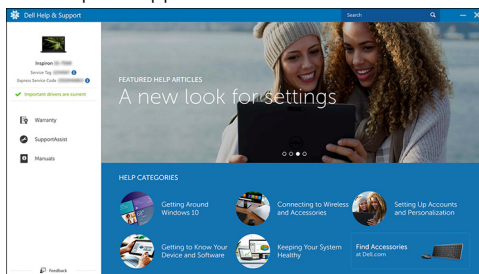 Dell Help & Support
Search
Inspiron
Service Tag
Express Service Code
Important drivers are current
Warranty
SupportAssist
Manuals
Feedback
FEATURED HELP ARTICLES
A new look for settings
HELP CATEGORIES
Getting Around
Windows 10
Connecting to Wireless
and Accessories
Setting Up Accounts
and Personalization
Getting to Know Your
Device and Software
Keeping Your System
Healthy
Find Accessories
at Dell.com